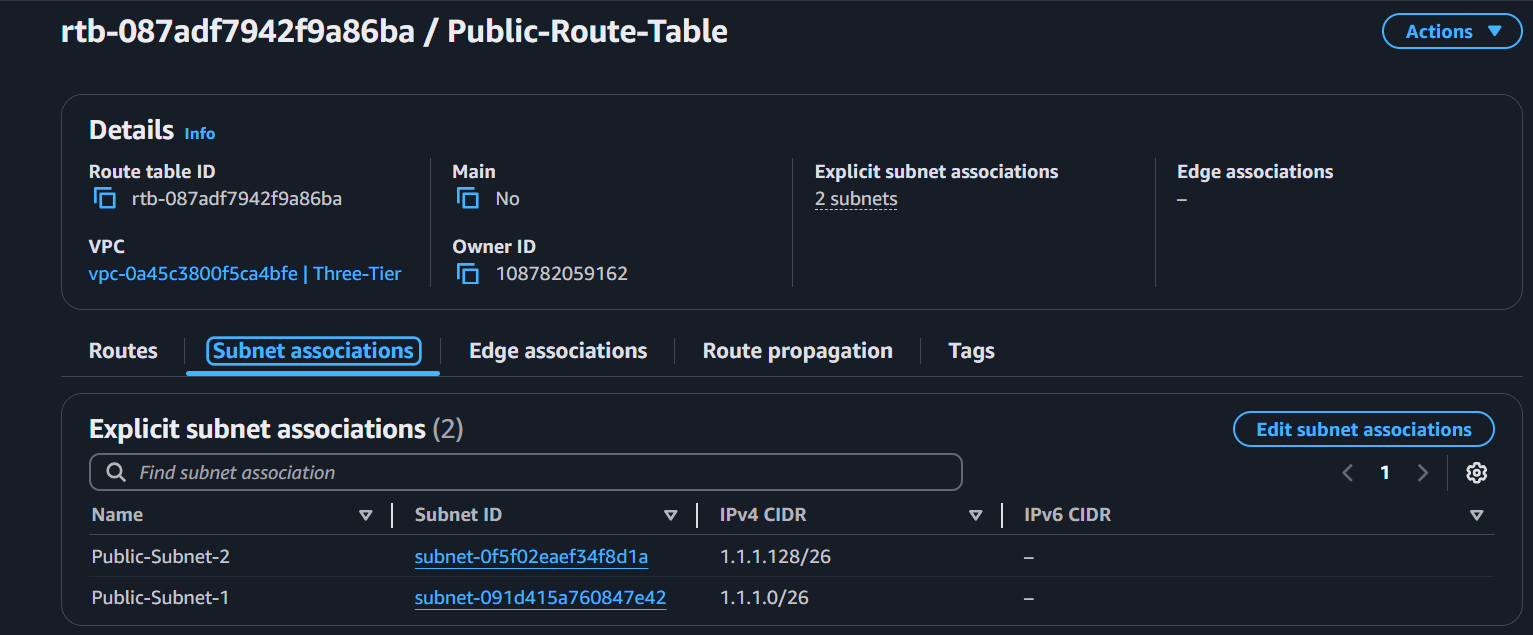 rtb-087adf7942f9a86ba / Public-Route-Table
Actions
Details Info
Route table ID
rtb-087adf7942f9a86ba
Main
No
Explicit subnet associations
2 subnets
Edge associations
–
VPC
vpc-0a45c3800f5ca4bfe | Three-Tier
Owner ID
108782059162
Routes
Subnet associations
Edge associations
Route propagation
Tags
Explicit subnet associations (2)
Edit subnet associations
Find subnet association
1
Name Subnet ID IPv4 CIDR IPv6 CIDR
Public-Subnet-2 subnet-0f5f02eaef34f8d1a 1.1.1.128/26 –
Public-Subnet-1 subnet-091d415a760847e42 1.1.1.0/26 –